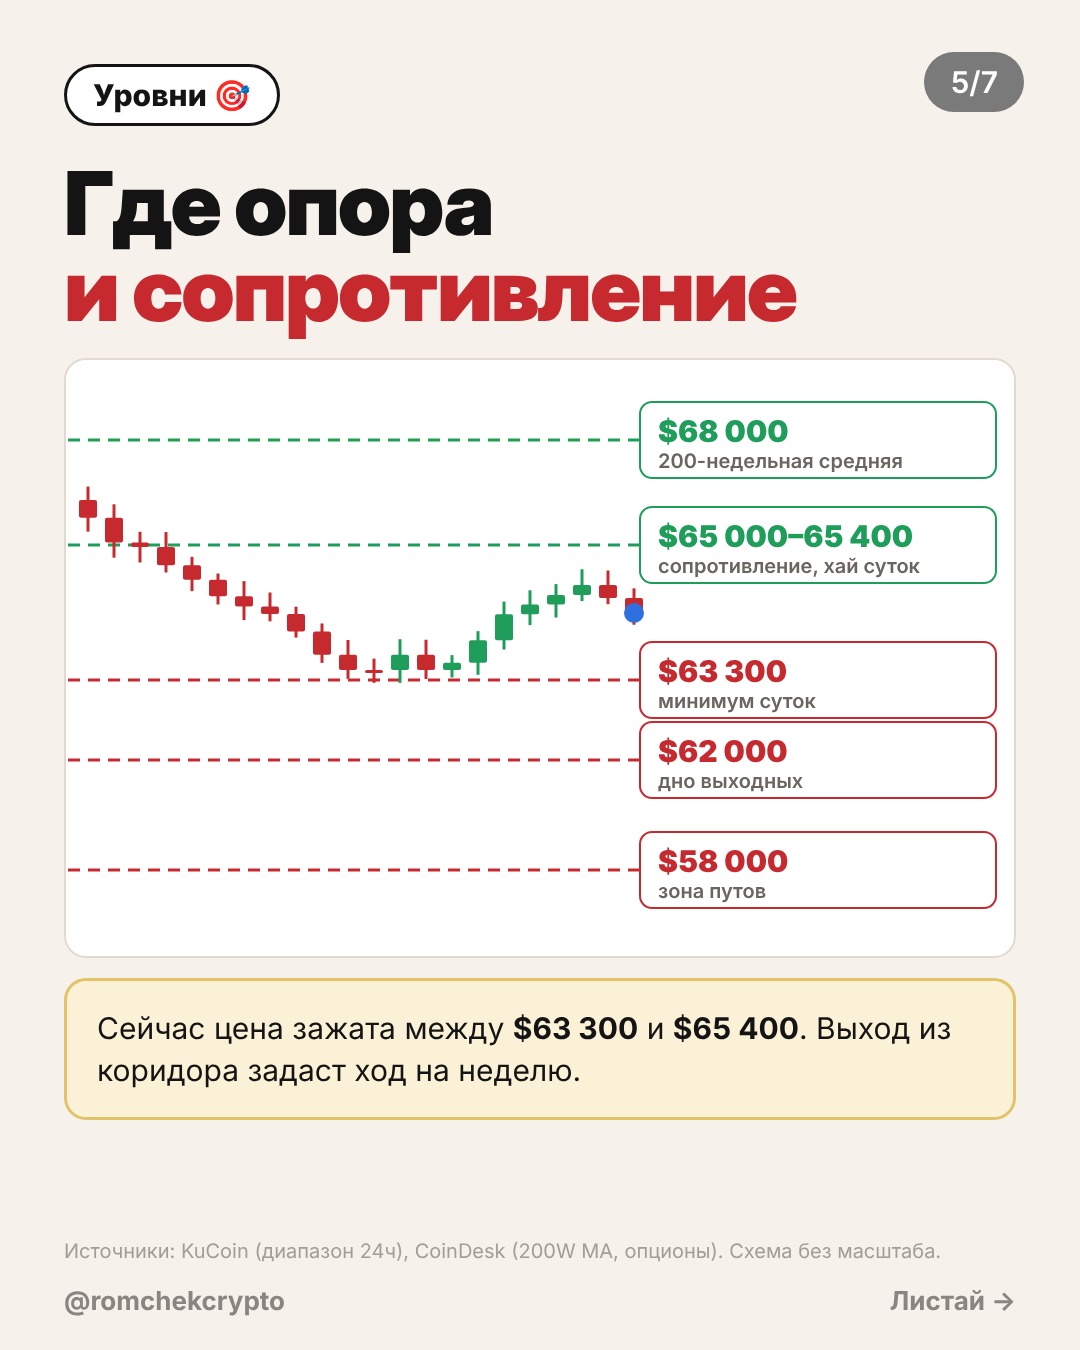 Уровни 🎯
5/7
Где опора
и сопротивление
$68 000
200-недельная средняя
$65 000–65 400
сопротивление, хай суток
$63 300
минимум суток
$62 000
дно выходных
$58 000
зона путов
Сейчас цена зажата между $63 300 и $65 400. Выход из
коридора задаст ход на неделю.
Источники: KuCoin (диапазон 24ч), CoinDesk (200W MA, опционы). Схема без масштаба.
@romchekcrypto
Листай →